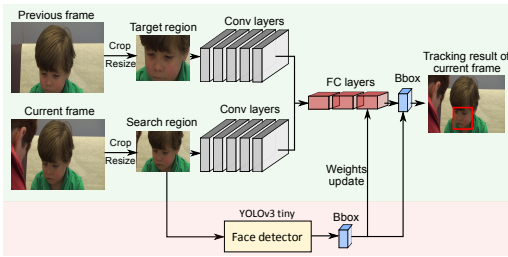 Previous frame
Crop
Resize
Target region
Conv layers
Current frame
Crop
Resize
Search region
Conv layers
FC layers
Bbox
Tracking result of
current frame
Weights
update
YOLOv3 tiny
Face detector
Bbox